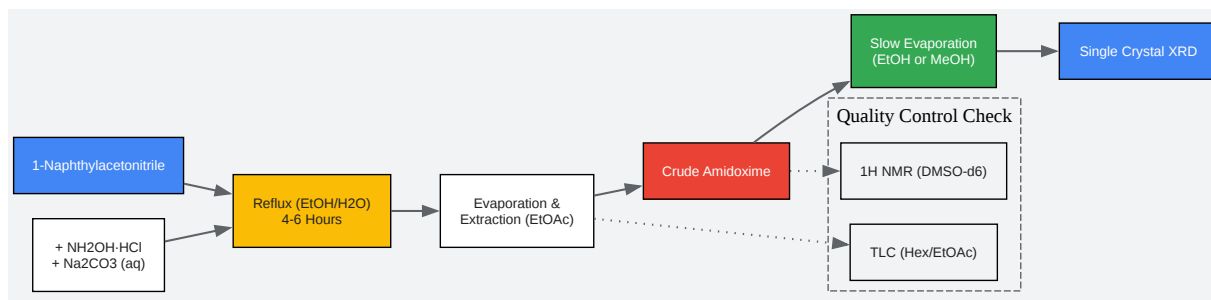 1-Naphthylacetonitrile
+ NH2OH·HCl
+ Na2CO3 (aq)
Reflux (EtOH/H2O)
4-6 Hours
Evaporation &
Extraction (EtOAc)
Crude Amidoxime
Slow Evaporation
(EtOH or MeOH)
Single Crystal XRD
Quality Control Check
1H NMR (DMSO-d6)
TLC (Hex/EtOAc)